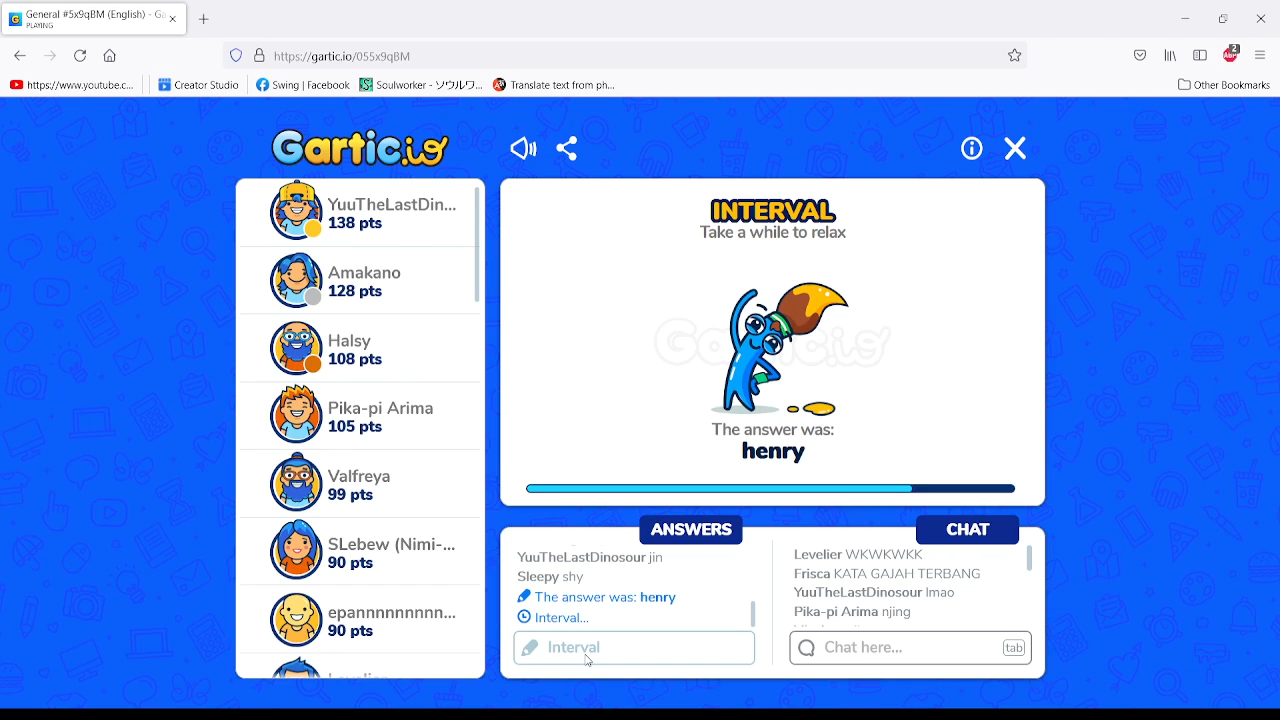 General #5x9qBM (English) - Ga
PLAYING
https://gartic.io/055x9qBM
2
https://www.youtube.c...
Creator Studio
Swing | Facebook
Soulworker - ソウルワ...
Translate text from ph...
Other Bookmarks
Gartic.io
YuuTheLastDin...
138 pts
Amakano
128 pts
Halsy
108 pts
Pika-pi Arima
105 pts
Valfreya
99 pts
SLebew (Nimi-...
90 pts
epannnnnnnnn...
90 pts
INTERVAL
Take a while to relax
Gartic.io
The answer was:
henry
ANSWERS
YuuTheLastDinosour jin
Sleepy shy
The answer was: henry
Interval...
Interval
CHAT
Levelier WKWKWKK
Frisca KATA GAJAH TERBANG
YuuTheLastDinosour lmao
Pika-pi Arima njing
Chat here...
tab